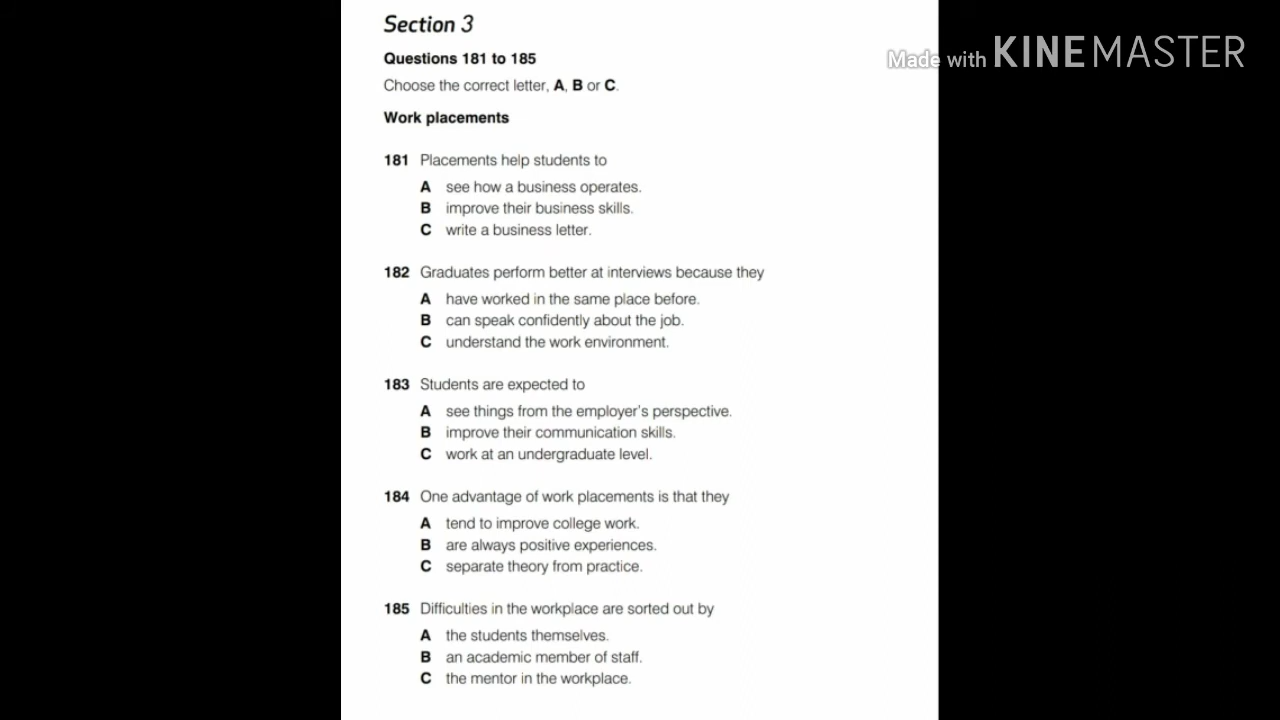 Section 3
Made with KINEMASTER
Questions 181 to 185
Choose the correct letter, A, B or C.
Work placements
181 Placements help students to
A see how a business operates.
B improve their business skills.
C write a business letter.
182 Graduates perform better at interviews because they
A have worked in the same place before.
B can speak confidently about the job.
C understand the work environment.
183 Students are expected to
A see things from the employer's perspective.
B improve their communication skills.
C work at an undergraduate level.
184 One advantage of work placements is that they
A tend to improve college work.
B are always positive experiences.
C separate theory from practice.
185 Difficulties in the workplace are sorted out by
A the students themselves.
B an academic member of staff.
C the mentor in the workplace.